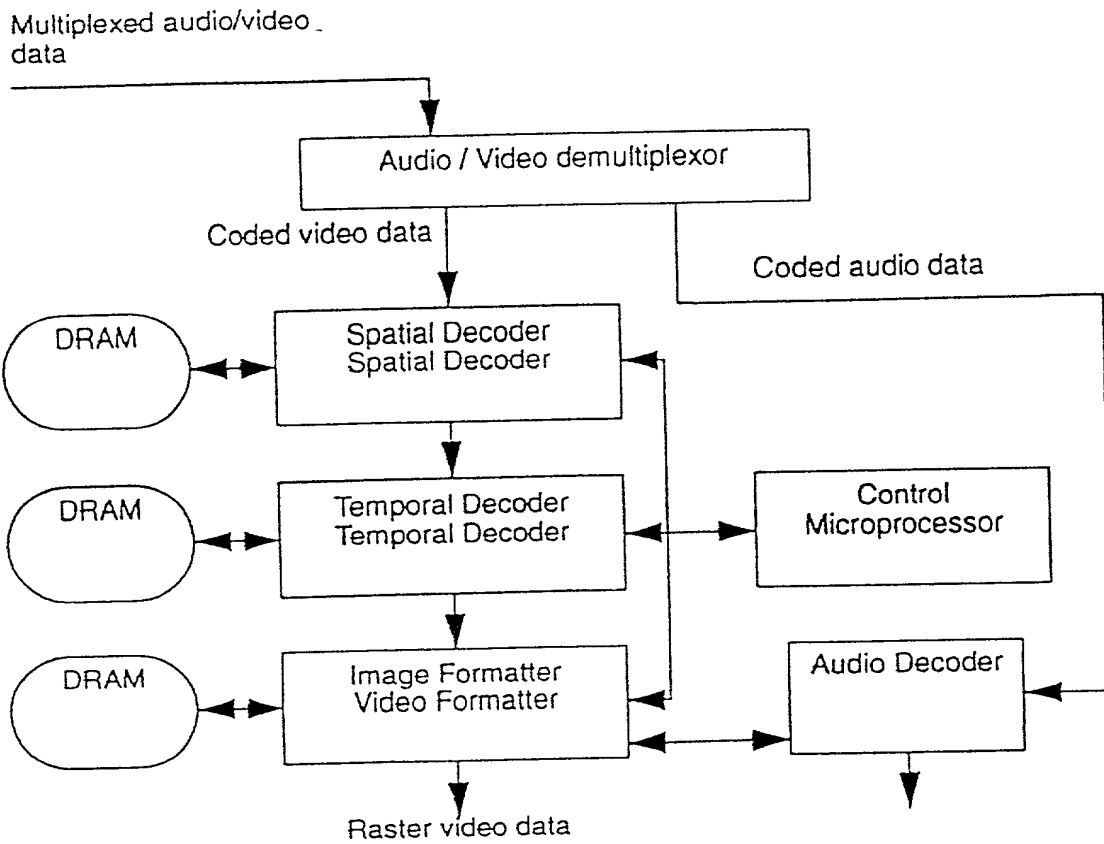 Multiplexed audio/video
data
Audio / Video demultiplexor
Coded video data
Coded audio data
DRAM
Spatial Decoder
Spatial Decoder
DRAM
Temporal Decoder
Temporal Decoder
Control
Microprocessor
DRAM
Image Formatter
Video Formatter
Audio Decoder
Raster video data